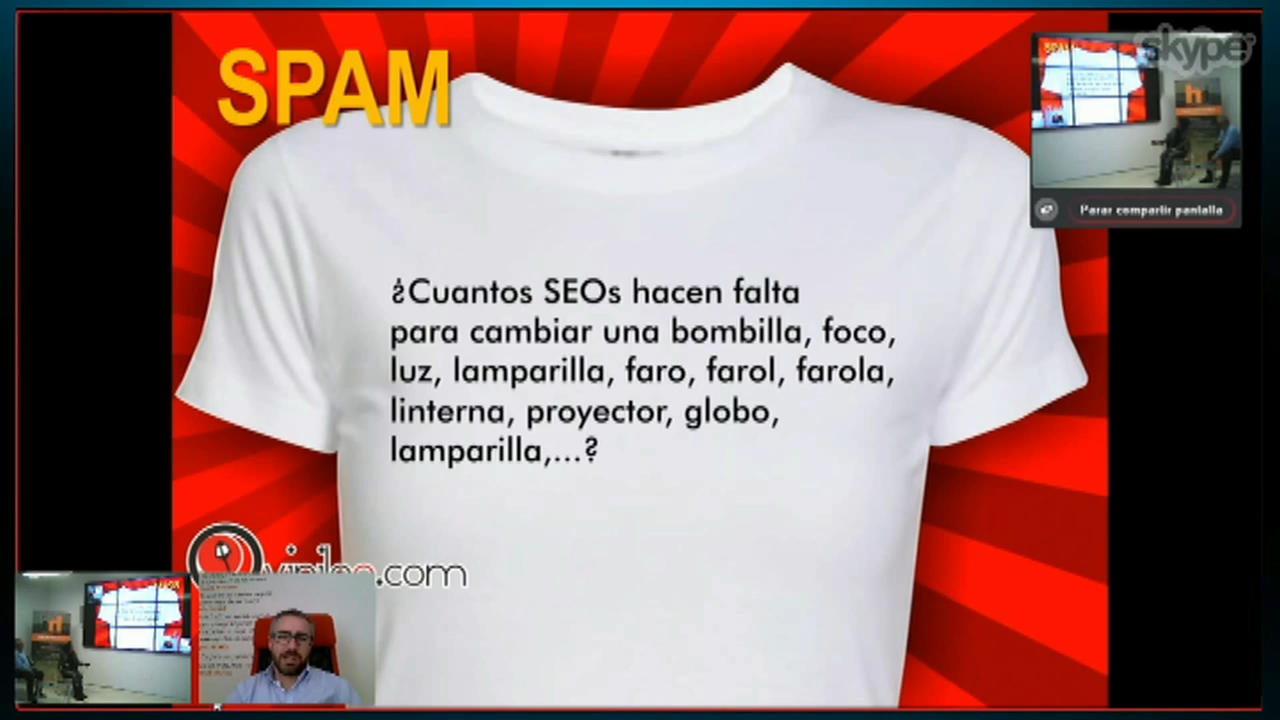 SPAM
skype
Parar compartir pantalla
¿Cuantos SEOs hacen falta
para cambiar una bombilla, foco,
luz, lamparilla, faro, farol, farola,
linterna, proyector, globo,
lamparilla,...?
.com